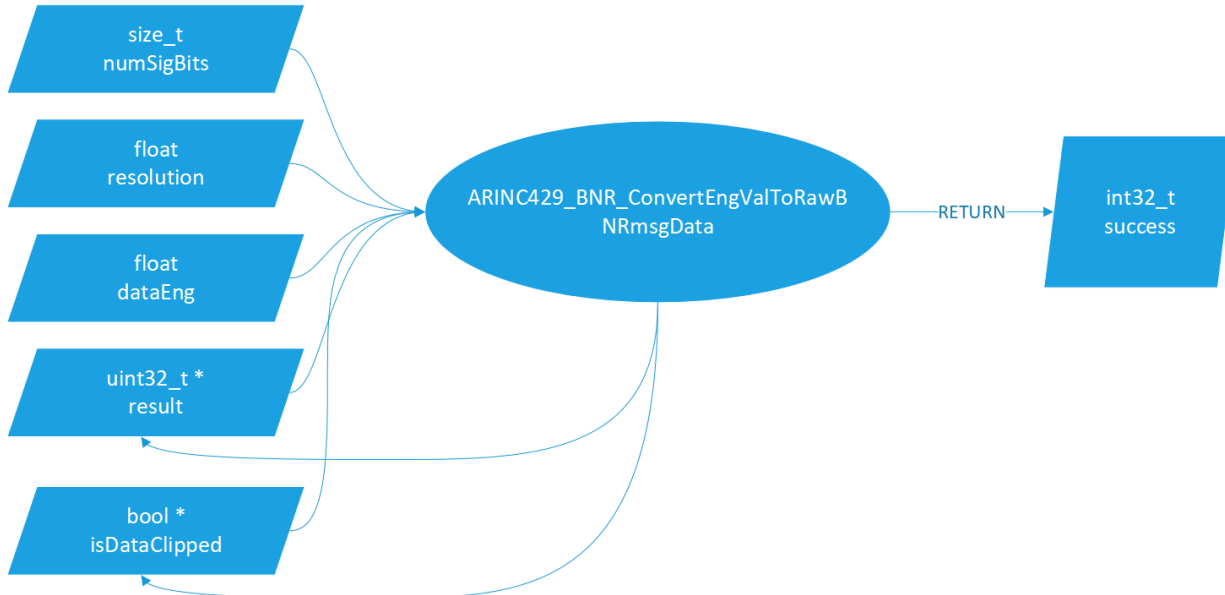 size_t
numSigBits
float
resolution
float
dataEng
uint32_t *
result
bool *
isDataClipped
ARINC429_BNR_ConvertEngValToRawB
NRmsgData
RETURN
int32_t
success